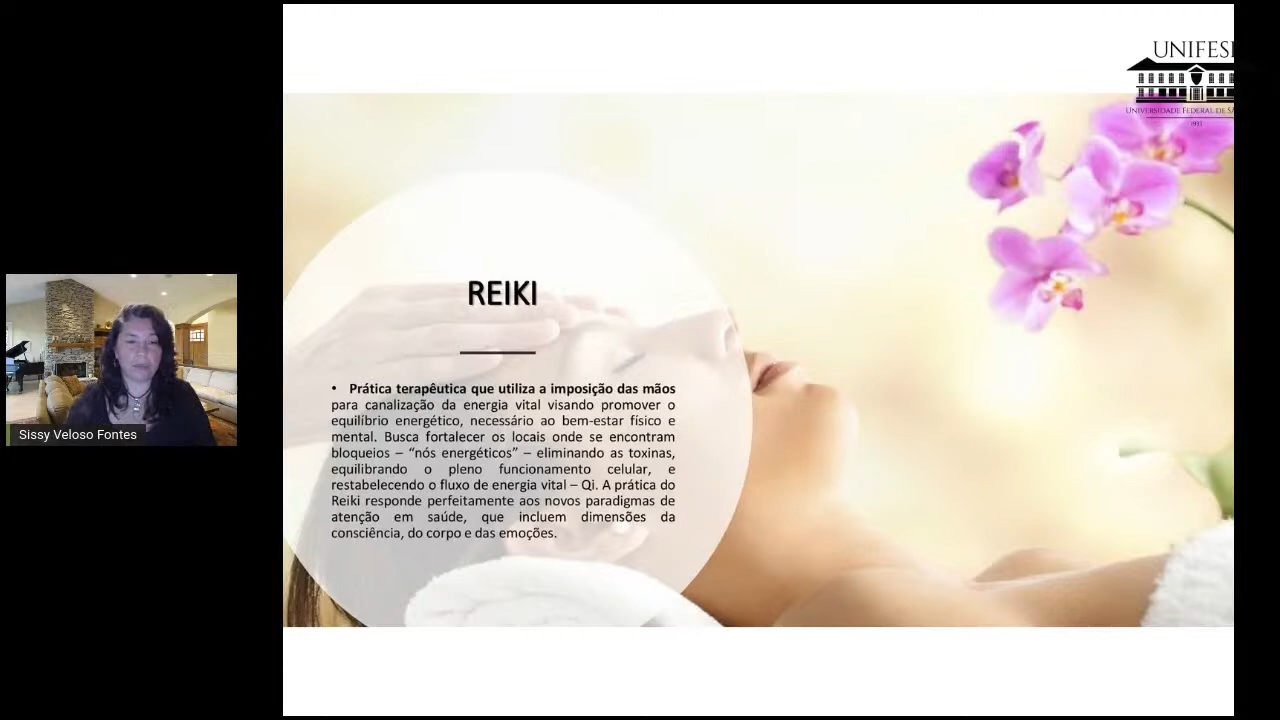 UNIFES
UNIVERSIDADE FEDERAL DE
1933
REIKI
• Prática terapêutica que utiliza a imposição das mãos
para canalização da energia vital visando promover o
equilíbrio energético, necessário ao bem-estar físico e
mental. Busca fortalecer os locais onde se encontram
bloqueios – “nós energéticos” – eliminando as toxinas,
equilibrando o pleno funcionamento celular, e
restabelecendo o fluxo de energia vital – Qi. A prática do
Reiki responde perfeitamente aos novos paradigmas de
atenção em saúde, que incluem dimensões da
consciência, do corpo e das emoções.
Sissy Veloso Fontes